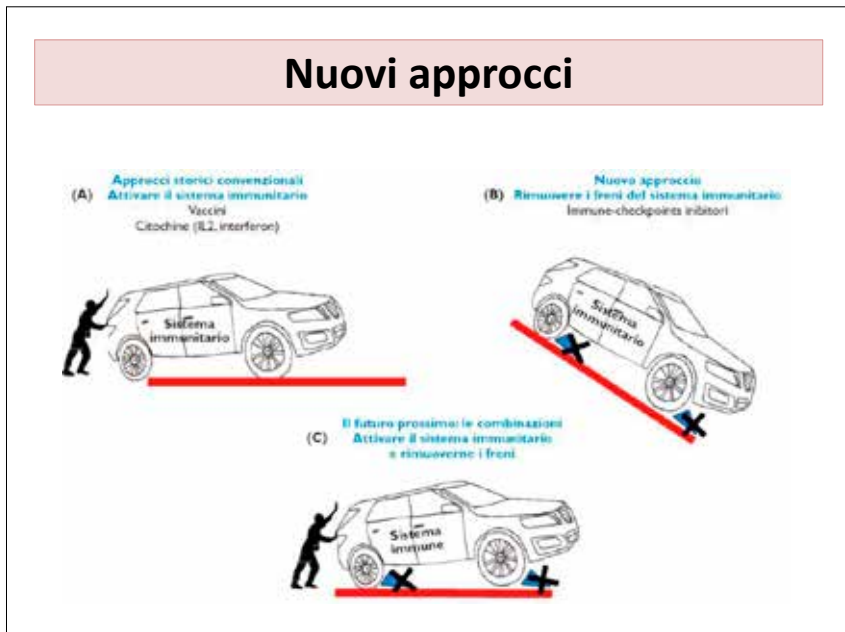 Nuovi approcci
(A) Approcci storici convenzionali
Attivare il sistema immunitario
Vaccini
Citochine (IL2, interferon)
Sistema
immunitario
(B) Nuovo approccio
Rimuovere i freni del sistema immunitario
Immune-checkpoints inibitori
Sistema
immunitario
(C) Il futuro prossimo: le combinazioni
Attivare il sistema immunitario
e rimuoverne i freni
Sistema
immune